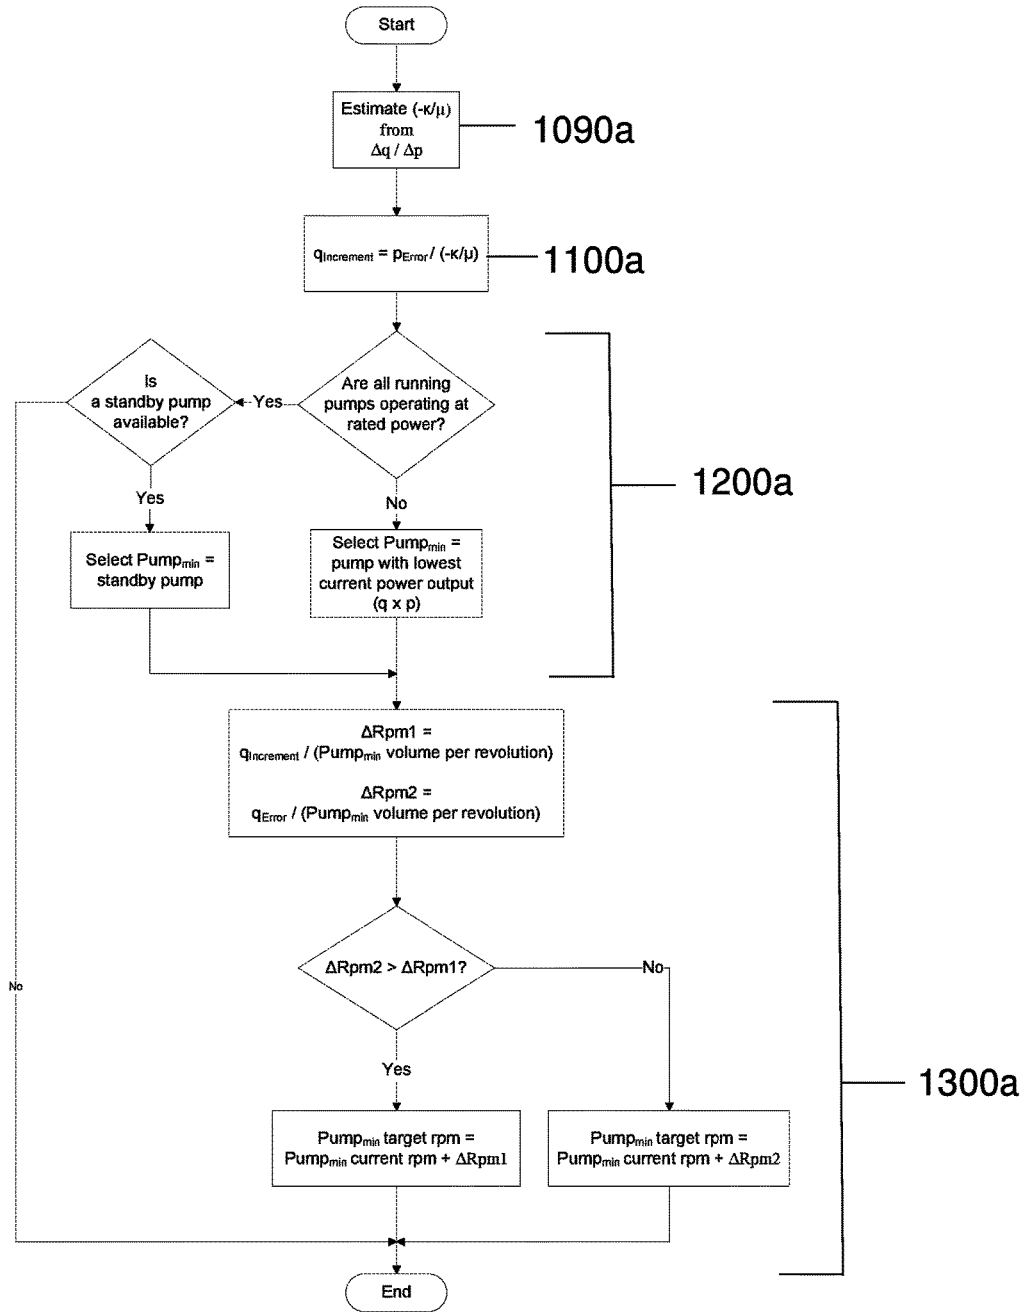 Start
Estimate (-κ/μ)
from
Δq / Δp
1090a
qIncrement = pError / (-κ/μ)
1100a
Is
a standby pump
available?
Yes
Are all running
pumps operating at
rated power?
1200a
Yes
No
Select Pumpmin =
standby pump
Select Pumpmin =
pump with lowest
current power output
(q x p)
ΔRpm1 =
qIncrement / (Pumpmin volume per revolution)
ΔRpm2 =
qError / (Pumpmin volume per revolution)
ΔRpm2 > ΔRpm1?
No
No
Yes
1300a
Pumpmin target rpm =
Pumpmin current rpm + ΔRpm1
Pumpmin target rpm =
Pumpmin current rpm + ΔRpm2
End